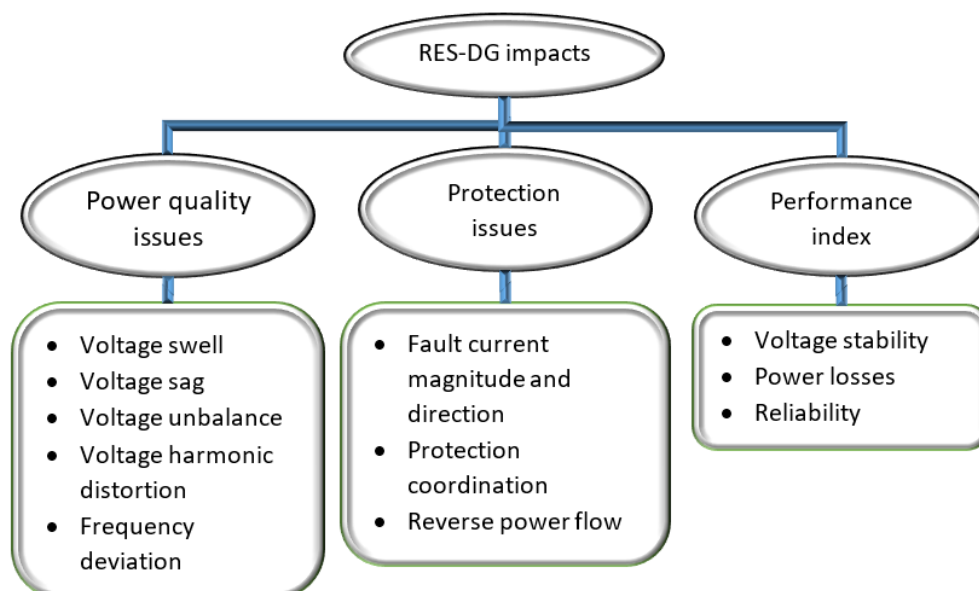 RES-DG impacts
Power quality
issues
Protection
issues
Performance
index
• Voltage swell
• Voltage sag
• Voltage unbalance
• Voltage harmonic
distortion
• Frequency
deviation
• Fault current
magnitude and
direction
• Protection
coordination
• Reverse power flow
• Voltage stability
• Power losses
• Reliability